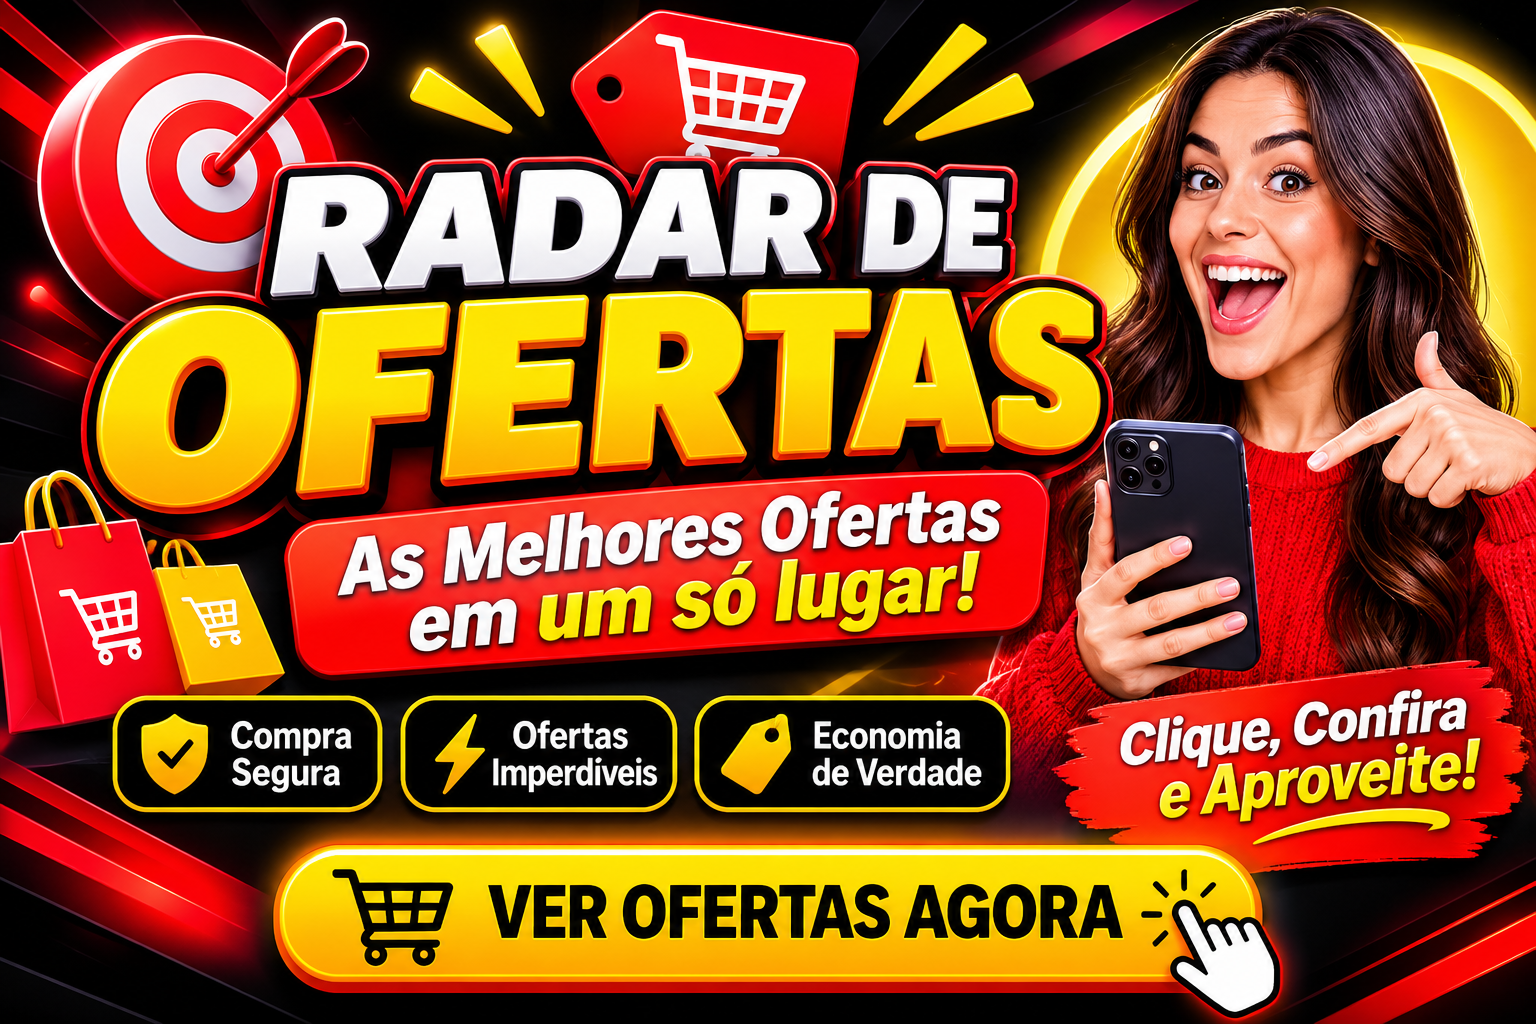 RADAR DE
OFERTAS
As Melhores Ofertas
em um só lugar!
Compra
Segura
Ofertas
Imperdíveis
Economia
de Verdade
Clique, Confira
e Aproveite!
VER OFERTAS AGORA